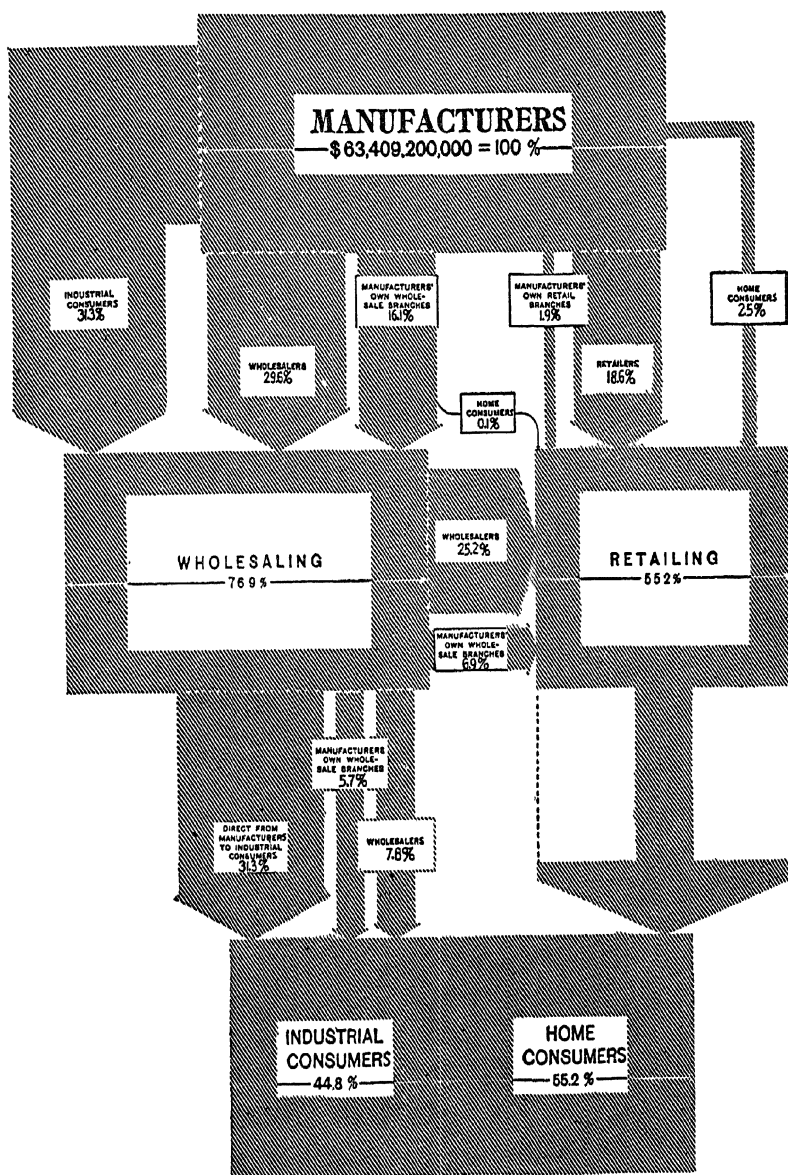 MANUFACTURERS
$63,409,200,000 = 100 %
INDUSTRIAL
CONSUMERS
31.3%
WHOLESALERS
29.6%
MANUFACTURERS'
OWN WHOLE-
SALE BRANCHES
16.1%
MANUFACTURERS'
OWN RETAIL
BRANCHES
1.9%
RETAILERS
18.6%
HOME
CONSUMERS
2.5%
HOME
CONSUMERS
0.1%
WHOLESALING
76.9%
WHOLESALERS
25.2%
MANUFACTURERS'
OWN WHOLE-
SALE BRANCHES
6.9%
RETAILING
55.2%
MANUFACTURERS
OWN WHOLE-
SALE BRANCHES
5.7%
DIRECT FROM
MANUFACTURERS
TO INDUSTRIAL
CONSUMERS
31.3%
WHOLESALERS
7.8%
INDUSTRIAL
CONSUMERS
44.8 %
HOME
CONSUMERS
55.2 %